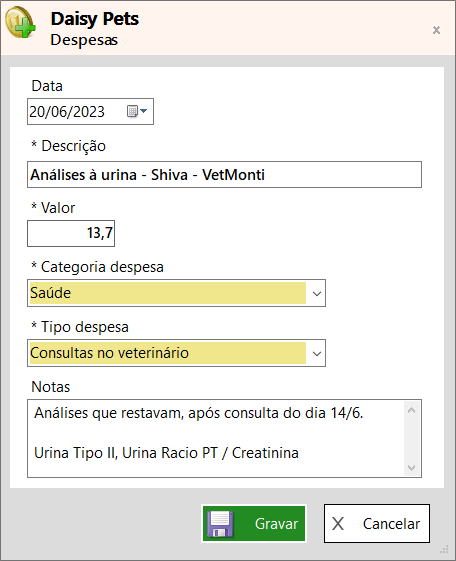 Daisy Pets
Despesas
x
Data
20/06/2023
* Descrição
Análises à urina - Shiva - VetMonti
* Valor
13,7
* Categoria despesa
Saúde
* Tipo despesa
Consultas no veterinário
Notas
Análises que restavam, após consulta do dia 14/6.
Urina Tipo II, Urina Racio PT / Creatinina
Gravar
X Cancelar